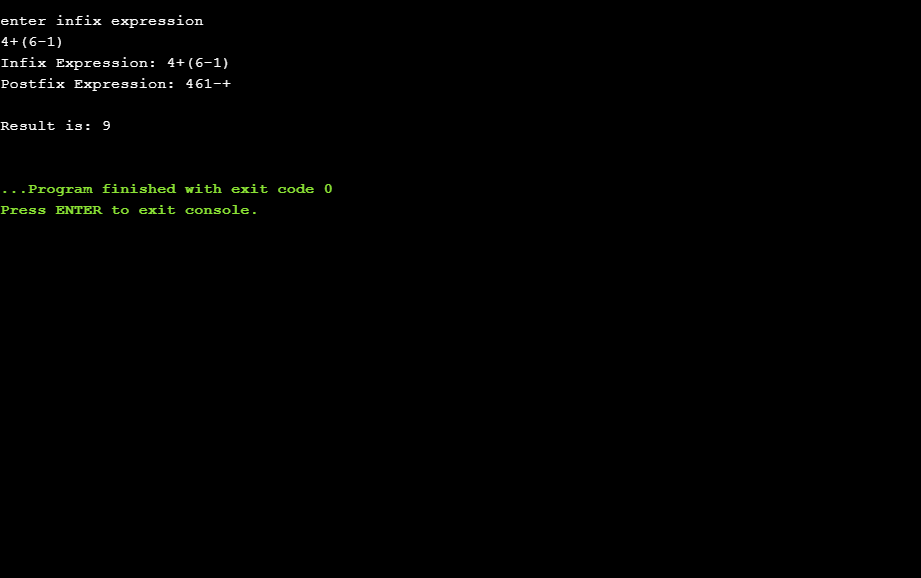 enter infix expression
4+(6-1)
Infix Expression: 4+(6-1)
Postfix Expression: 461-+
Result is: 9
...Program finished with exit code 0
Press ENTER to exit console.